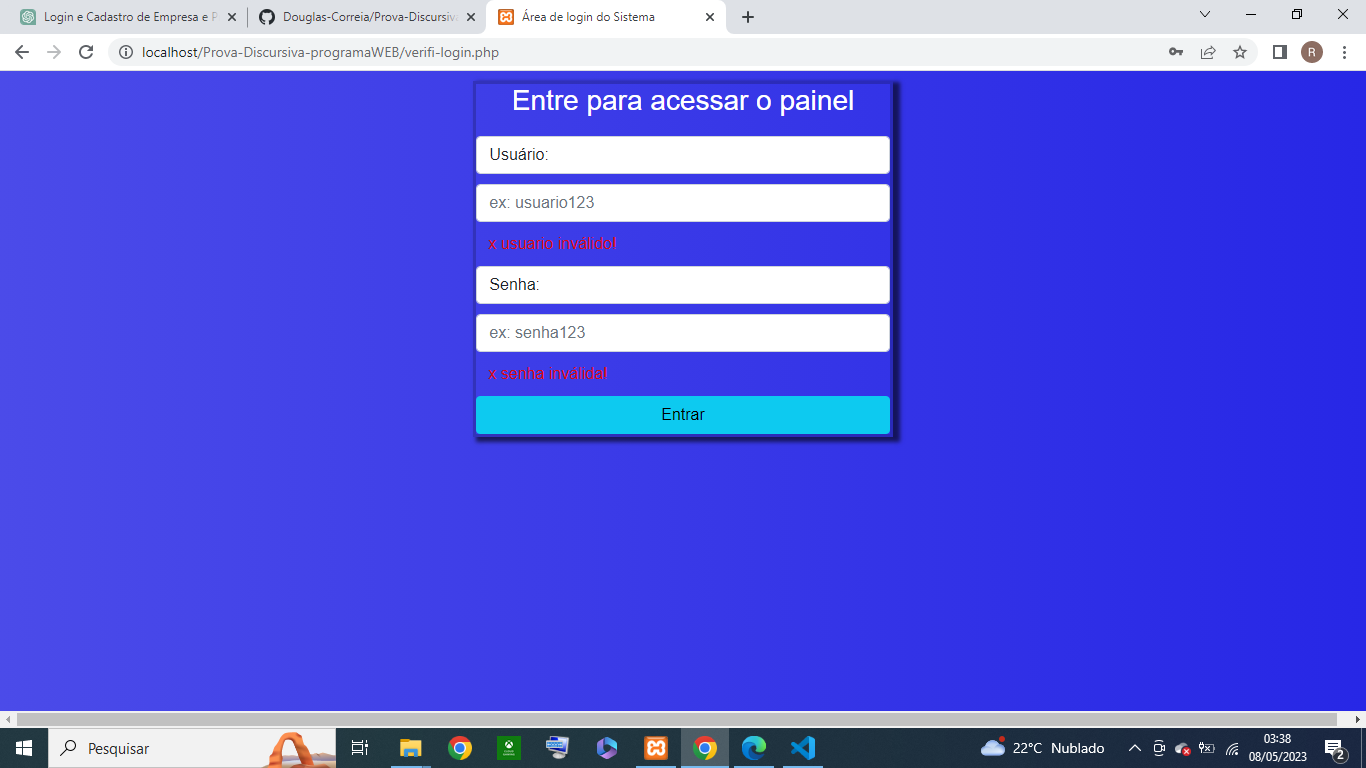 Login e Cadastro de Empresa e P
Douglas-Correia/Prova-Discursiva
Área de login do Sistema
localhost/Prova-Discursiva-programaWEB/verifi-login.php
R
Entre para acessar o painel
Usuário:
ex: usuario123
x usuario inválido!
Senha:
ex: senha123
x senha inválida!
Entrar
Pesquisar
22°C Nublado
03:38
08/05/2023
2